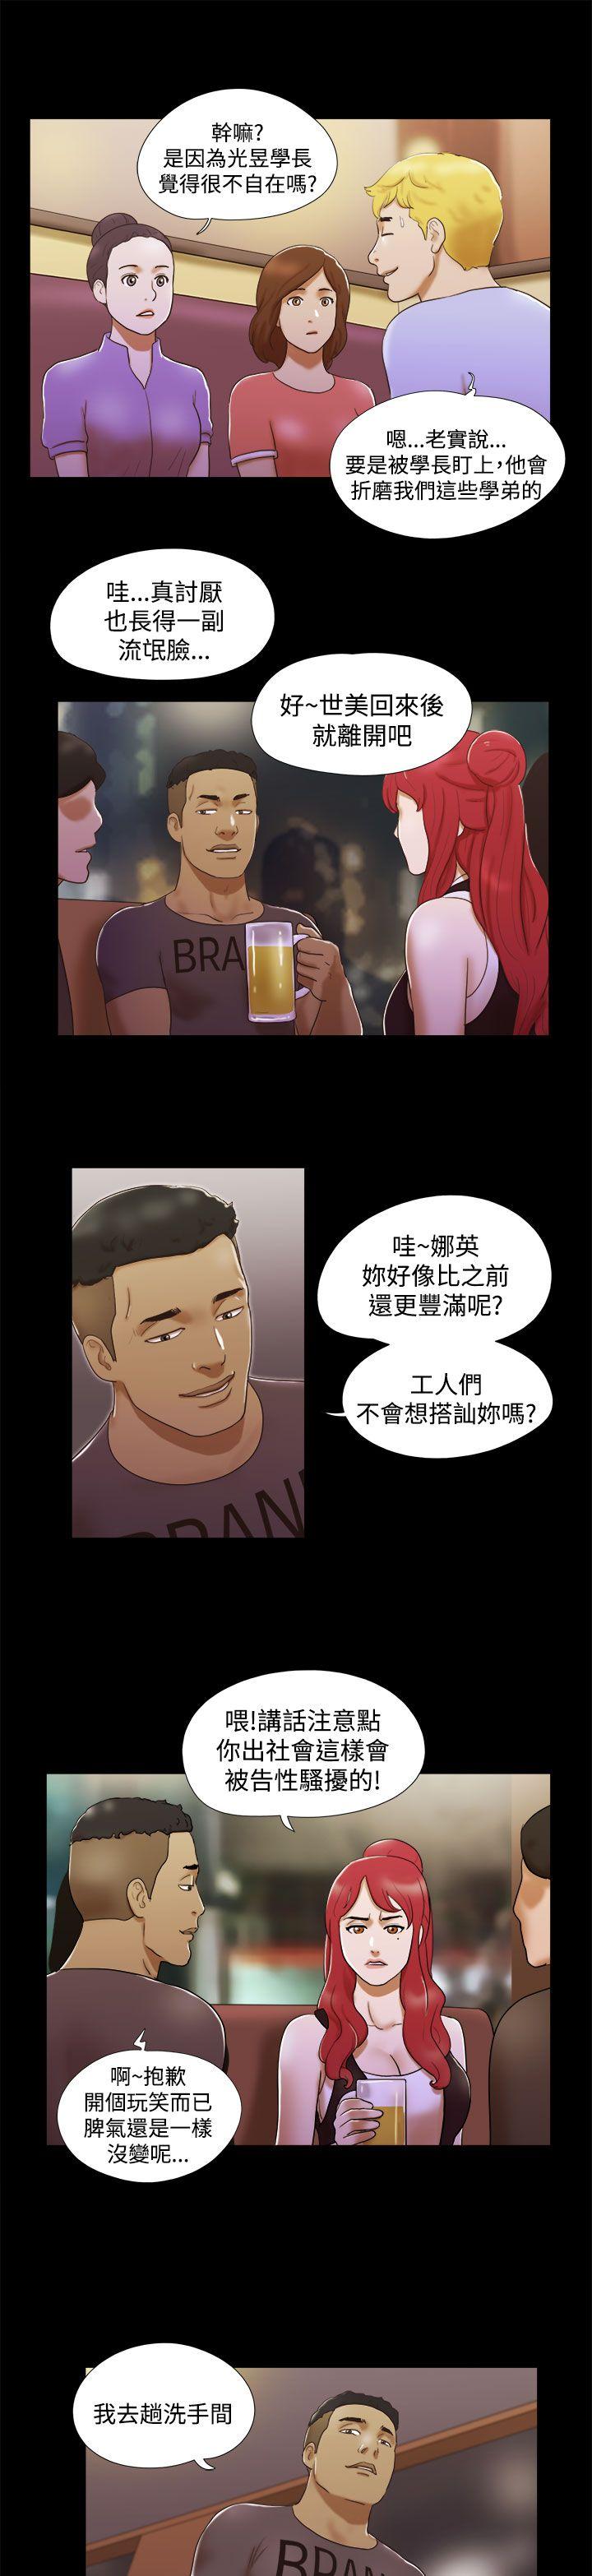 幹嘛?
是因為光昱學長
覺得很不自在嗎?
嗯...老實說...
要是被學長盯上，他會
折磨我們這些學弟的
哇...真討厭
也長得一副
流氓臉...
好~世美回來後
就離開吧
BRA
哇~娜英
妳好像比之前
還更豐滿呢?
工人們
不會想搭訕妳嗎?
BRAN
喂!講話注意點
你出社會這樣會
被告性騷擾的!
啊~抱歉
開個玩笑而已
脾氣還是一樣
沒變呢...
我去趟洗手間
BRAND